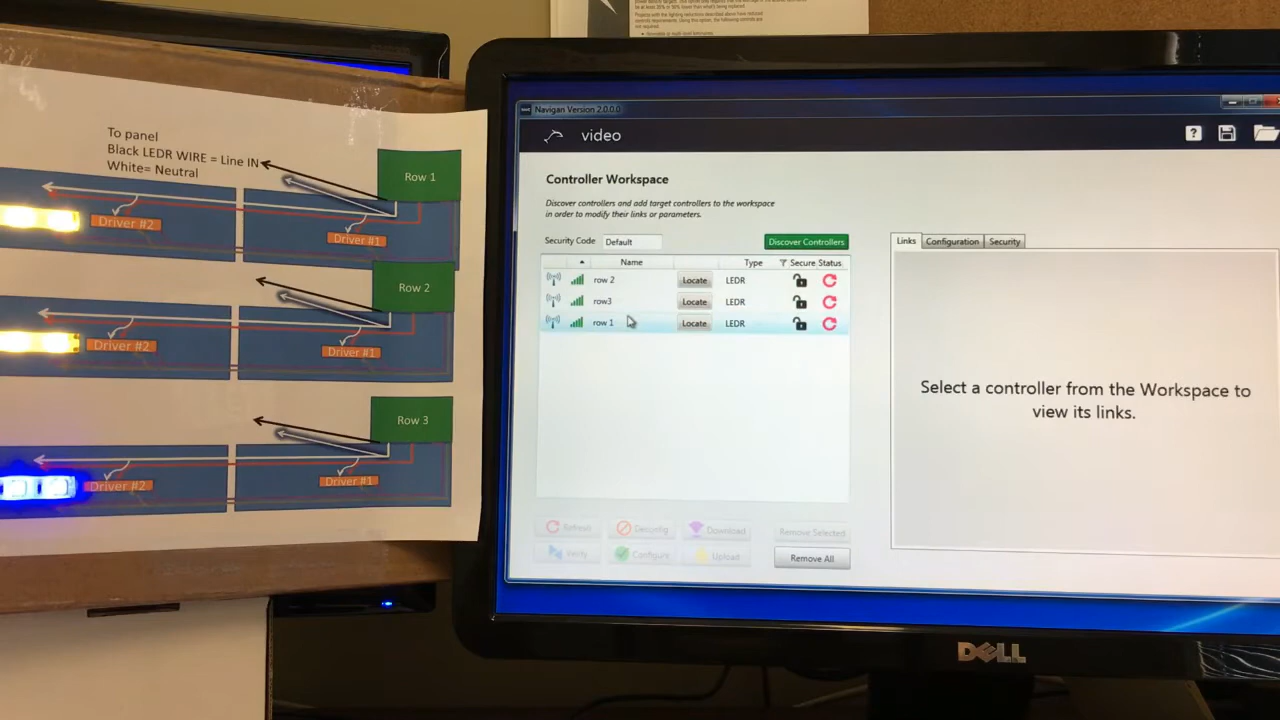 To panel
Black LEDR WIRE = Line IN
White= Neutral
Row 1
Driver #2
Driver #1
Row 2
Driver #2
Driver #1
Row 3
Driver #2
Driver #1
Navigan Version 2.0.0.0
video
?
Controller Workspace
Discover controllers and add target controllers to the workspace
in order to modify their links or parameters.
Security Code Default Discover Controllers
Name Type Secure Status
row 2 Locate LEDR
row3 Locate LEDR
row 1 Locate LEDR
Refresh Deconfig Download Remove Selected
Verify Configure Upload Remove All
Links Configuration Security
Select a controller from the Workspace to
view its links.
DELL